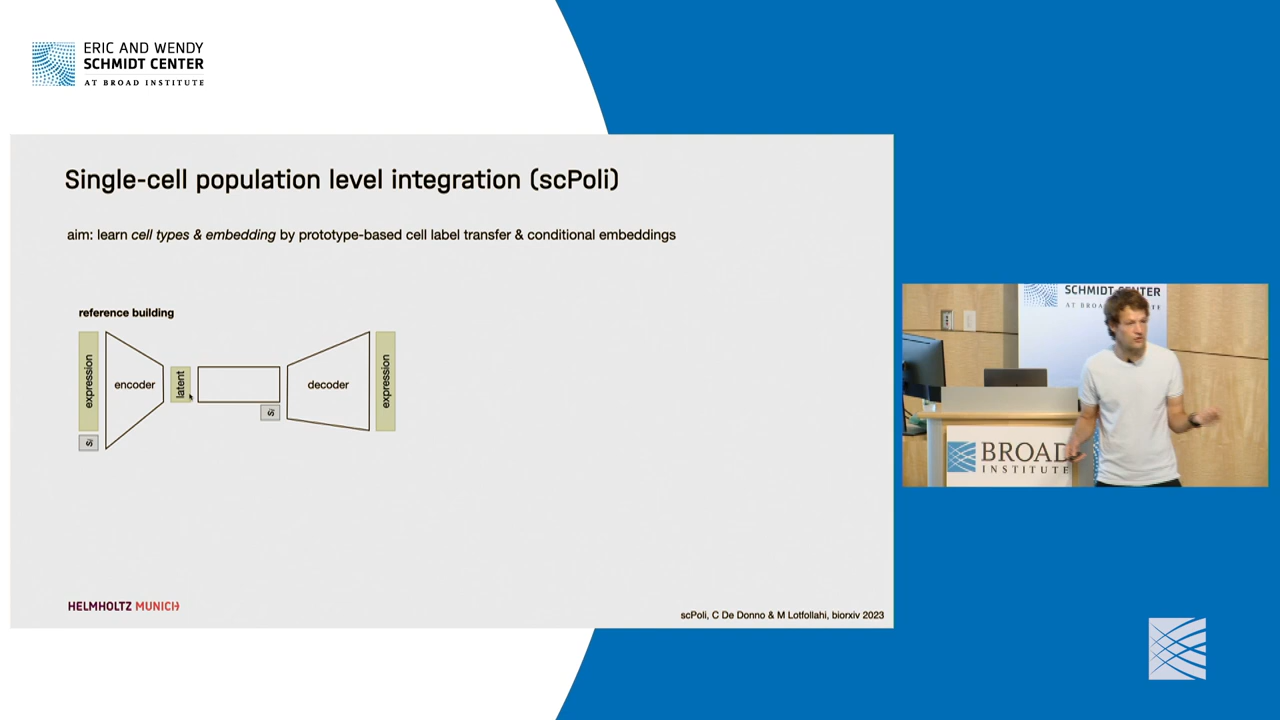 ERIC AND WENDY
SCHMIDT CENTER
AT BROAD INSTITUTE
Single-cell population level integration (scPoli)
aim: learn cell types & embedding by prototype-based cell label transfer & conditional embeddings
reference building
expression
encoder
latent
decoder
expression
Si
Si
HELMHOLTZ MUNICH
scPoli, C De Donno & M Lotfollahi, biorxiv 2023
SCHMIDT CENTER
BROAD
INSTITUTE